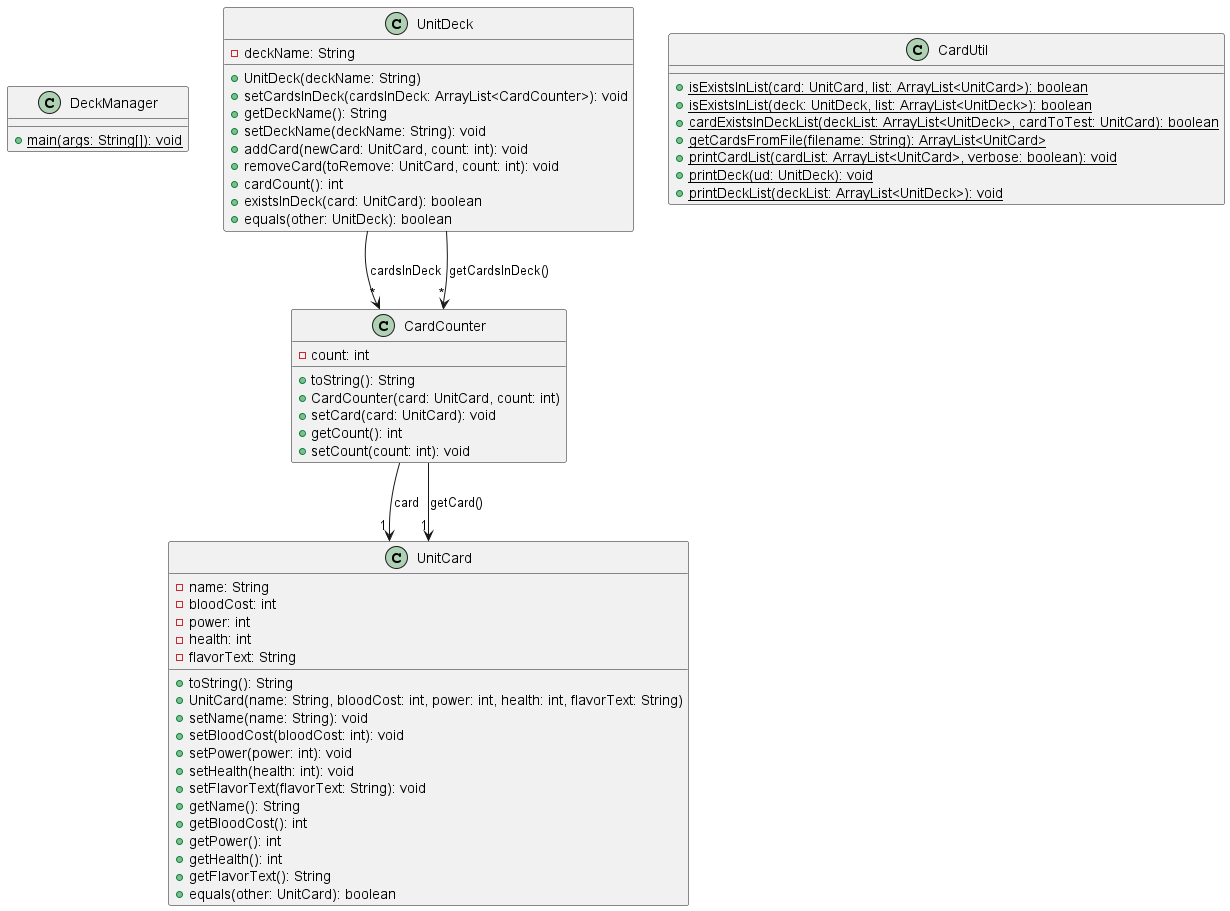 C DeckManager
main(args: String[]): void
C UnitDeck
deckName: String
UnitDeck(deckName: String)
setCardsInDeck(cardsInDeck: ArrayList<CardCounter>): void
getDeckName(): String
setDeckName(deckName: String): void
addCard(newCard: UnitCard, count: int): void
removeCard(toRemove: UnitCard, count: int): void
cardCount(): int
existsInDeck(card: UnitCard): boolean
equals(other: UnitDeck): boolean
C CardUtil
isExistsInList(card: UnitCard, list: ArrayList<UnitCard>): boolean
isExistsInList(deck: UnitDeck, list: ArrayList<UnitDeck>): boolean
cardExistsInDeckList(deckList: ArrayList<UnitDeck>, cardToTest: UnitCard): boolean
getCardsFromFile(filename: String): ArrayList<UnitCard>
printCardList(cardList: ArrayList<UnitCard>, verbose: boolean): void
printDeck(ud: UnitDeck): void
printDeckList(deckList: ArrayList<UnitDeck>): void
cardsInDeck
getCardsInDeck()
*
*
C CardCounter
count: int
toString(): String
CardCounter(card: UnitCard, count: int)
setCard(card: UnitCard): void
getCount(): int
setCount(count: int): void
card
getCard()
1
1
C UnitCard
name: String
bloodCost: int
power: int
health: int
flavorText: String
toString(): String
UnitCard(name: String, bloodCost: int, power: int, health: int, flavorText: String)
setName(name: String): void
setBloodCost(bloodCost: int): void
setPower(power: int): void
setHealth(health: int): void
setFlavorText(flavorText: String): void
getName(): String
getBloodCost(): int
getPower(): int
getHealth(): int
getFlavorText(): String
equals(other: UnitCard): boolean